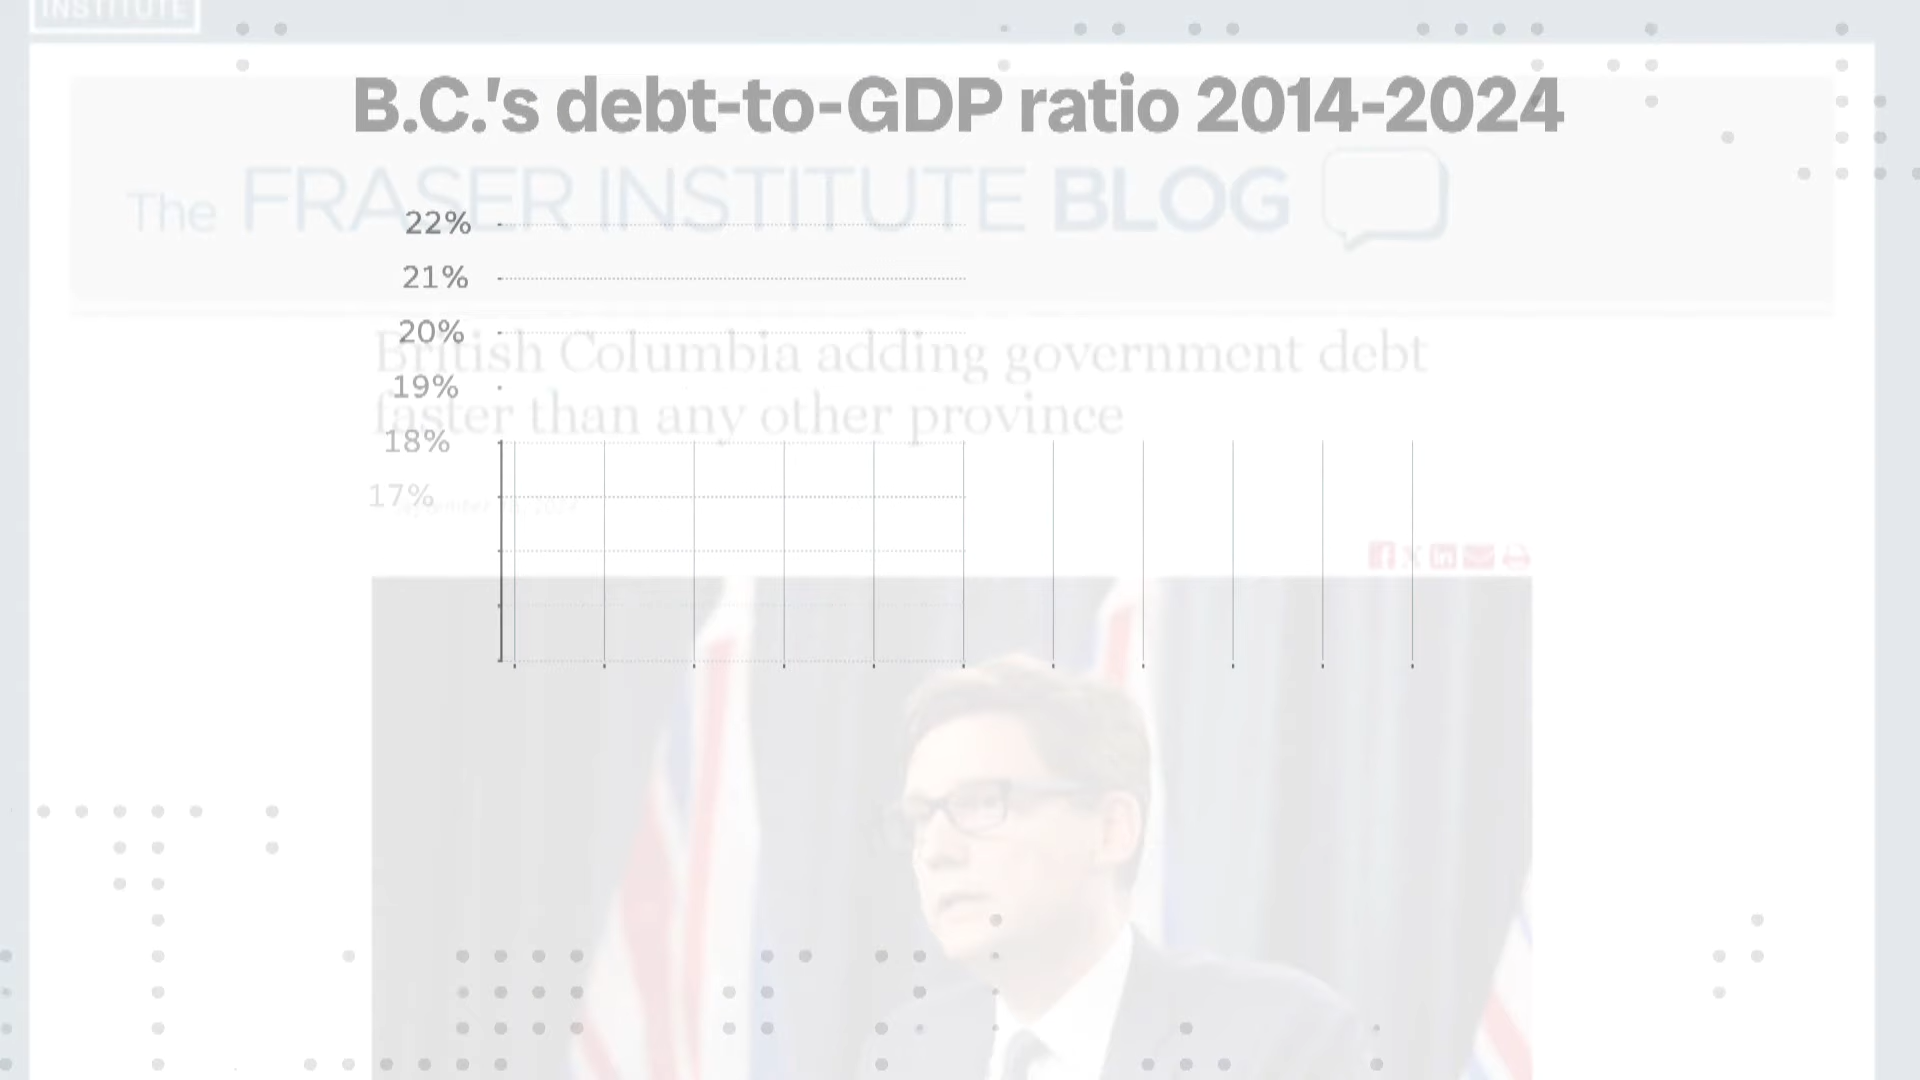 INSTITUTE
B.C.'s debt-to-GDP ratio 2014-2024
The FRASER INSTITUTE BLOG
22%
21%
20%
British Columbia adding government debt
19%
faster than any other province
18%
17%